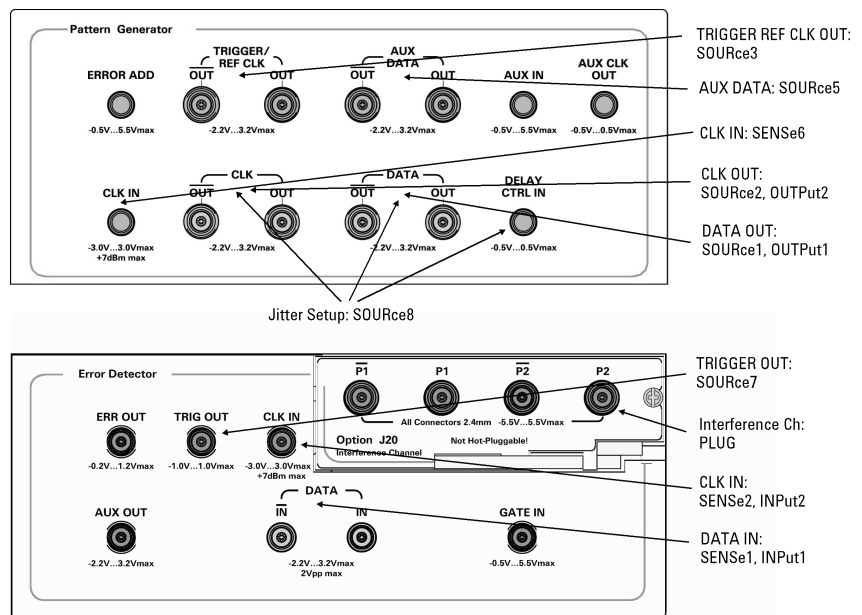 Pattern Generator
TRIGGER/
REF CLK
AUX
DATA
ERROR ADD
OUT
OUT
OUT
OUT
AUX IN
AUX CLK
OUT
-0.5V...5.5Vmax
-2.2V...3.2Vmax
-2.2V...3.2Vmax
-0.5V...5.5Vmax
-0.5V...0.5Vmax
CLK
DATA
CLK IN
OUT
OUT
OUT
OUT
DELAY
CTRL IN
-3.0V...3.0Vmax
+7dBm max
-2.2V...3.2Vmax
-2.2V...3.2Vmax
-0.5V...0.5Vmax
TRIGGER REF CLK OUT:
SOURce3
AUX DATA: SOURce5
CLK IN: SENSe6
CLK OUT:
SOURce2, OUTPut2
DATA OUT:
SOURce1, OUTPut1
Jitter Setup: SOURce8
Error Detector
P1
P1
P2
P2
All Connectors 2.4mm -5.5V...5.5Vmax
Option J20
Interference Channel
Not Hot-Pluggable!
ERR OUT
TRIG OUT
CLK IN
-0.2V...1.2Vmax
-1.0V...1.0Vmax
-3.0V...3.0Vmax
+7dBm max
DATA
AUX OUT
IN
IN
GATE IN
-2.2V...3.2Vmax
-2.2V...3.2Vmax
2Vpp max
-0.5V...5.5Vmax
TRIGGER OUT:
SOURce7
Interference Ch:
PLUG
CLK IN:
SENSe2, INPut2
DATA IN:
SENSe1, INPut1